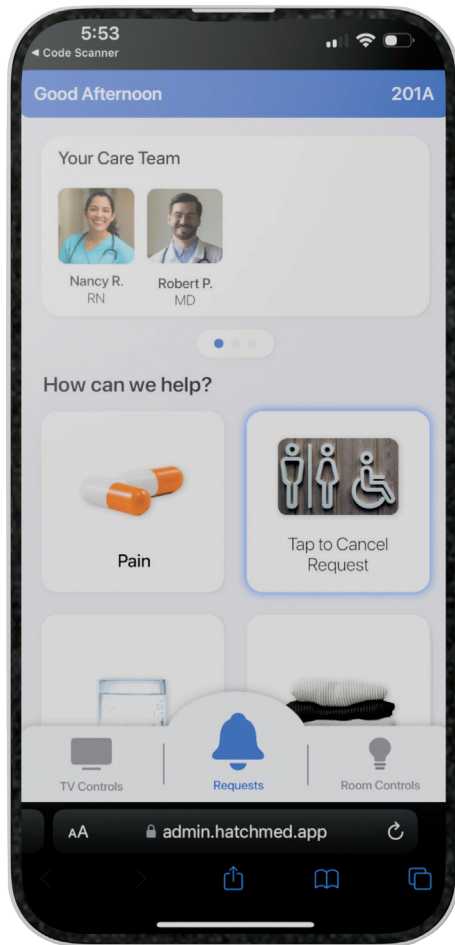 5:53
◀ Code Scanner
Good Afternoon 201A
Your Care Team
Nancy R. Robert P.
RN MD
How can we help?
Pain
Tap to Cancel
Request
TV Controls Requests Room Controls
AA admin.hatchmed.app